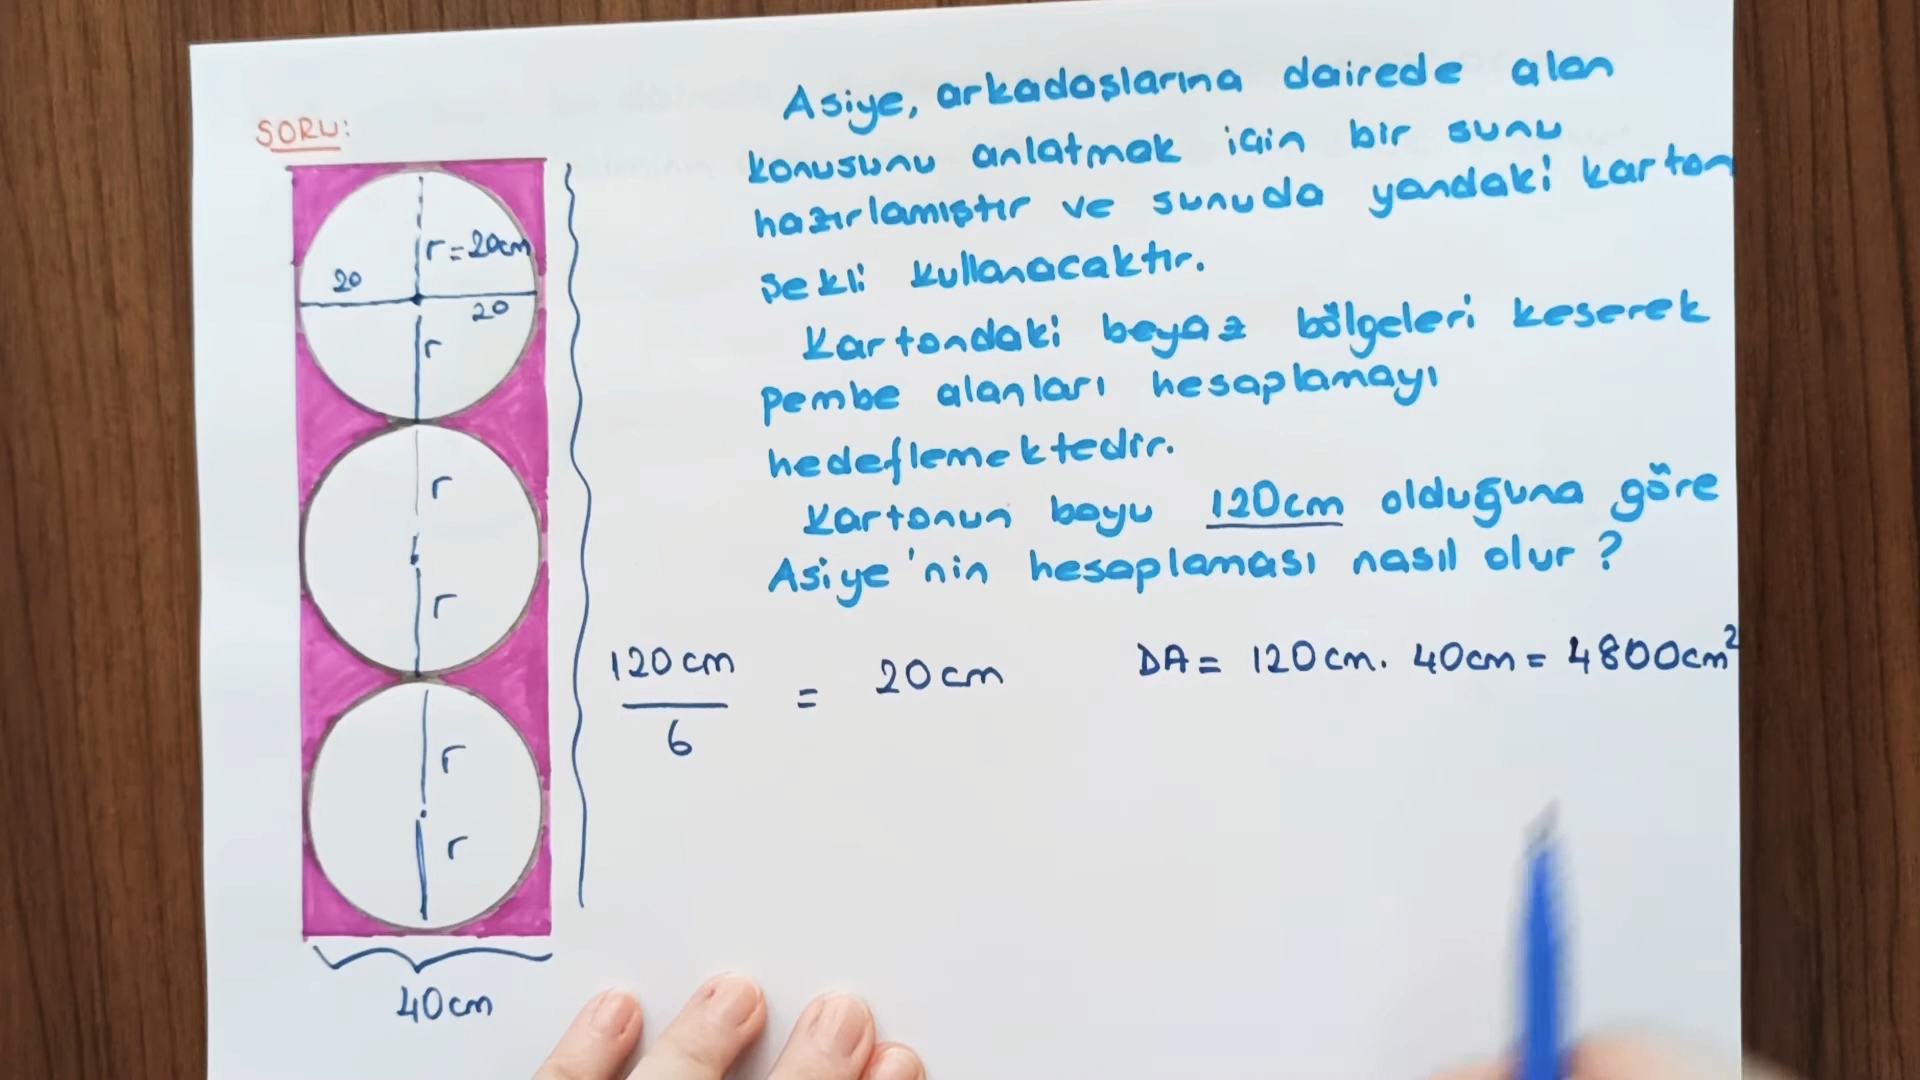 SORU:
Asiye, arkadaşlarına dairede alan
konusunu anlatmak için bir sunu
hazırlamıştır ve sunuda yandaki karton
şekli kullanacaktır.
Kartondaki beyaz bölgeleri keserek
pembe alanları hesaplamayı
hedeflemektedir.
Kartonun boyu 120cm olduğuna göre
Asiye'nin hesaplaması nasıl olur?
r=20cm
20
20
r
r
r
r
r
40cm
120cm
6
= 20cm
DA = 120cm. 40cm = 4800cm²